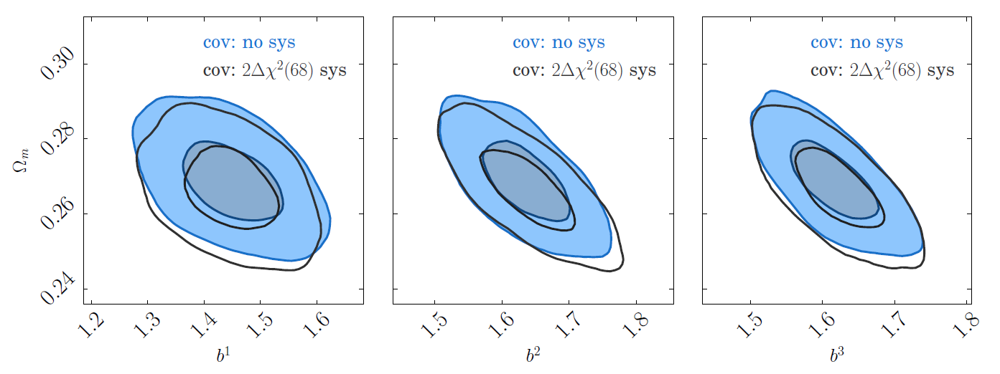 cov: no sys
cov: 2Δχ²(68) sys
cov: no sys
cov: 2Δχ²(68) sys
cov: no sys
cov: 2Δχ²(68) sys
Ωₘ
0.30
0.28
0.26
0.24
1.2 1.3 1.4 1.5 1.6
1.5 1.6 1.7 1.8
1.5 1.6 1.7 1.8
b¹
b²
b³